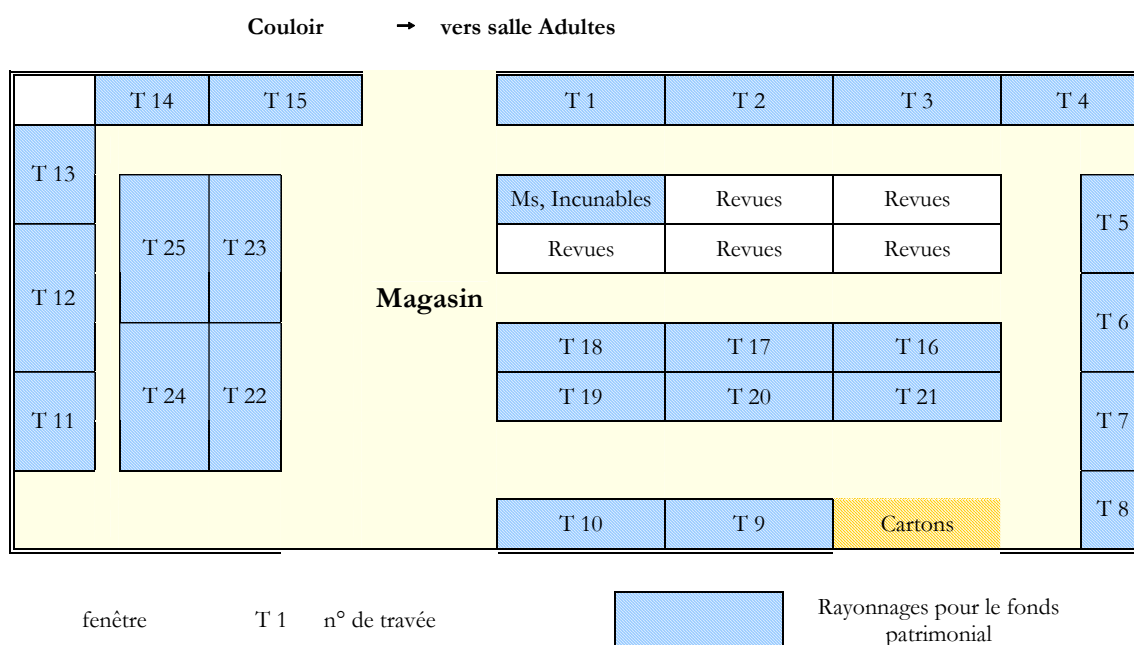 Couloir → vers salle Adultes
T 14 T 15 T 1 T 2 T 3 T 4
T 13
Ms, Incunables Revues Revues
T 5
T 25 T 23 Revues Revues Revues
T 12 Magasin
T 6
T 18 T 17 T 16
T 24 T 22 T 19 T 20 T 21
T 11 T 7
T 8
T 10 T 9 Cartons
fenêtre T 1 n° de travée Rayonnages pour le fonds
patrimonial